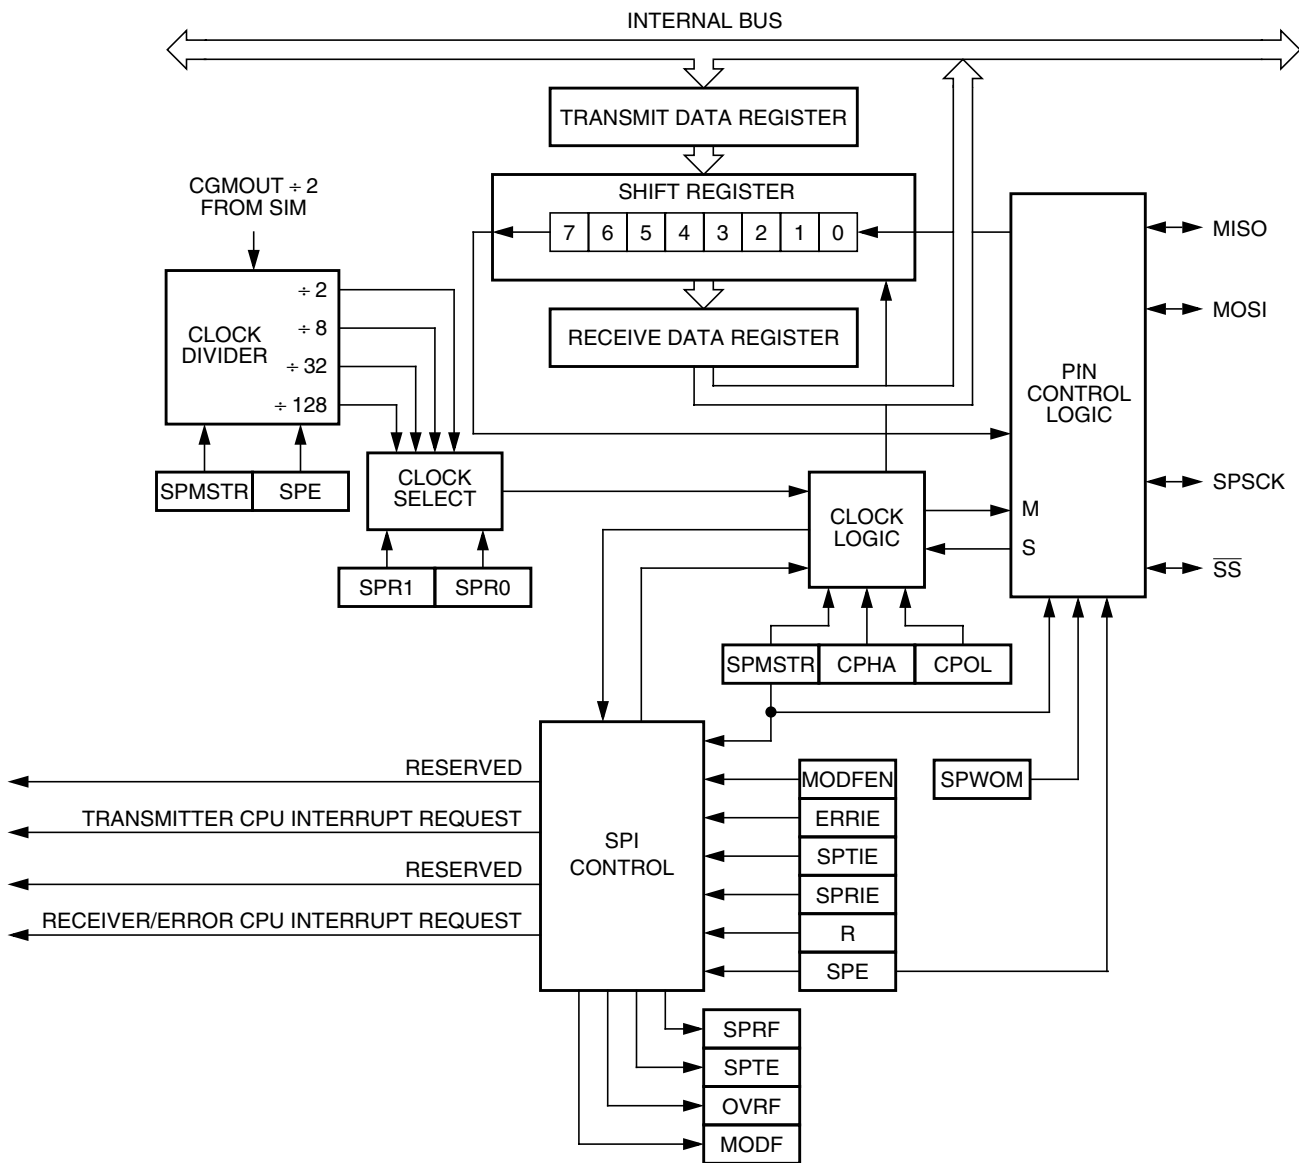 INTERNAL BUS
TRANSMIT DATA REGISTER
SHIFT REGISTER
7 6 5 4 3 2 1 0
RECEIVE DATA REGISTER
CGMOUT ÷ 2
FROM SIM
CLOCK
DIVIDER
÷ 2
÷ 8
÷ 32
÷ 128
SPMSTR SPE
CLOCK
SELECT
SPR1 SPR0
CLOCK
LOGIC
PIN
CONTROL
LOGIC
M
S
MISO
MOSI
SPSCK
SS
SPMSTR CPHA CPOL
SPWOM
RESERVED
TRANSMITTER CPU INTERRUPT REQUEST
RESERVED
RECEIVER/ERROR CPU INTERRUPT REQUEST
SPI
CONTROL
MODFEN
ERRIE
SPTIE
SPRIE
R
SPE
SPRF
SPTE
OVRF
MODF